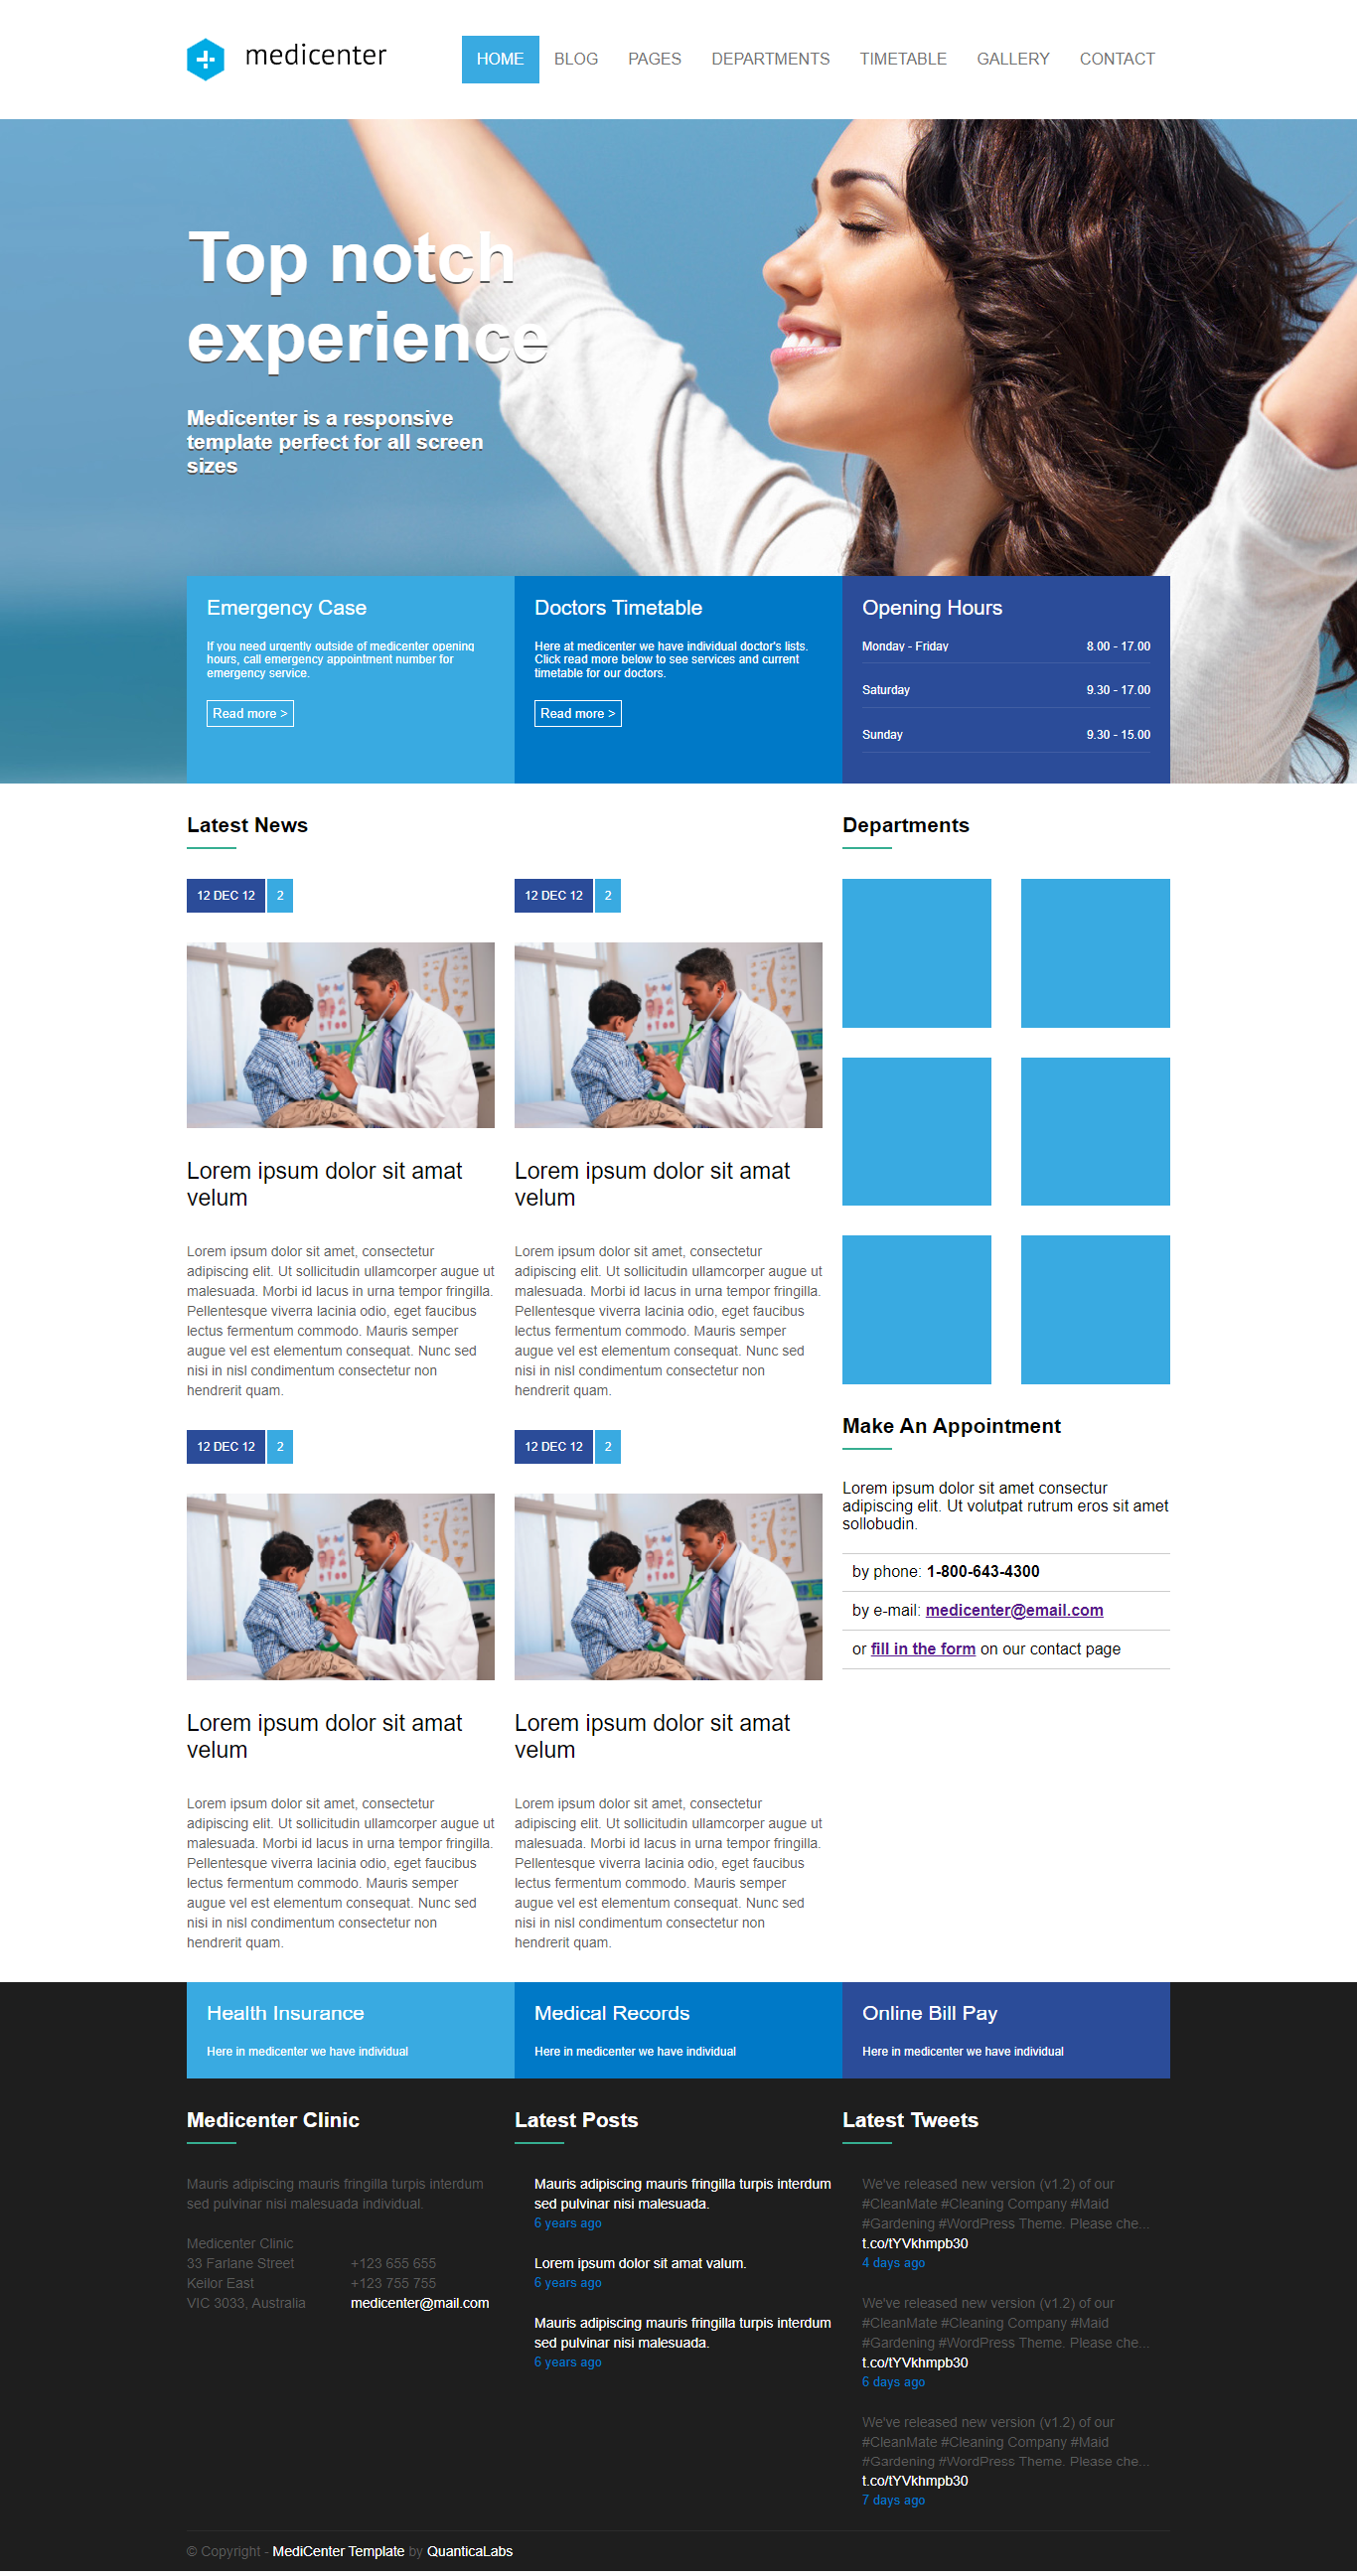 medicenter
HOME BLOG PAGES DEPARTMENTS TIMETABLE GALLERY CONTACT
Top notch
experience
Medicenter is a responsive
template perfect for all screen
sizes
Emergency Case
If you need urgently outside of medicenter opening
hours, call emergency appointment number for
emergency service.
Read more >
Doctors Timetable
Here at medicenter we have individual doctor's lists.
Click read more below to see services and current
timetable for our doctors.
Read more >
Opening Hours
Monday - Friday 8.00 - 17.00
Saturday 9.30 - 17.00
Sunday 9.30 - 15.00
Latest News
12 DEC 12 2
Lorem ipsum dolor sit amat
velum
Lorem ipsum dolor sit amet, consectetur
adipiscing elit. Ut sollicitudin ullamcorper augue ut
malesuada. Morbi id lacus in urna tempor fringilla.
Pellentesque viverra lacinia odio, eget faucibus
lectus fermentum commodo. Mauris semper
augue vel est elementum consequat. Nunc sed
nisi in nisl condimentum consectetur non
hendrerit quam.
12 DEC 12 2
Lorem ipsum dolor sit amat
velum
Lorem ipsum dolor sit amet, consectetur
adipiscing elit. Ut sollicitudin ullamcorper augue ut
malesuada. Morbi id lacus in urna tempor fringilla.
Pellentesque viverra lacinia odio, eget faucibus
lectus fermentum commodo. Mauris semper
augue vel est elementum consequat. Nunc sed
nisi in nisl condimentum consectetur non
hendrerit quam.
12 DEC 12 2
Lorem ipsum dolor sit amat
velum
Lorem ipsum dolor sit amet, consectetur
adipiscing elit. Ut sollicitudin ullamcorper augue ut
malesuada. Morbi id lacus in urna tempor fringilla.
Pellentesque viverra lacinia odio, eget faucibus
lectus fermentum commodo. Mauris semper
augue vel est elementum consequat. Nunc sed
nisi in nisl condimentum consectetur non
hendrerit quam.
12 DEC 12 2
Lorem ipsum dolor sit amat
velum
Lorem ipsum dolor sit amet, consectetur
adipiscing elit. Ut sollicitudin ullamcorper augue ut
malesuada. Morbi id lacus in urna tempor fringilla.
Pellentesque viverra lacinia odio, eget faucibus
lectus fermentum commodo. Mauris semper
augue vel est elementum consequat. Nunc sed
nisi in nisl condimentum consectetur non
hendrerit quam.
Departments
Make An Appointment
Lorem ipsum dolor sit amet consectur
adipiscing elit. Ut volutpat rutrum eros sit amet
sollobudin.
by phone: 1-800-643-4300
by e-mail: medicenter@email.com
or fill in the form on our contact page
Health Insurance
Here in medicenter we have individual
Medical Records
Here in medicenter we have individual
Online Bill Pay
Here in medicenter we have individual
Medicenter Clinic
Mauris adipiscing mauris fringilla turpis interdum
sed pulvinar nisi malesuada individual.
Medicenter Clinic
33 Farlane Street +123 655 655
Keilor East +123 755 755
VIC 3033, Australia medicenter@mail.com
Latest Posts
Mauris adipiscing mauris fringilla turpis interdum
sed pulvinar nisi malesuada.
6 years ago
Lorem ipsum dolor sit amat valum.
6 years ago
Mauris adipiscing mauris fringilla turpis interdum
sed pulvinar nisi malesuada.
6 years ago
Latest Tweets
We've released new version (v1.2) of our
#CleanMate #Cleaning Company #Maid
#Gardening #WordPress Theme. Please che...
t.co/tYVkhmpb30
4 days ago
We've released new version (v1.2) of our
#CleanMate #Cleaning Company #Maid
#Gardening #WordPress Theme. Please che...
t.co/tYVkhmpb30
6 days ago
We've released new version (v1.2) of our
#CleanMate #Cleaning Company #Maid
#Gardening #WordPress Theme. Please che...
t.co/tYVkhmpb30
7 days ago
© Copyright - MediCenter Template by QuanticaLabs